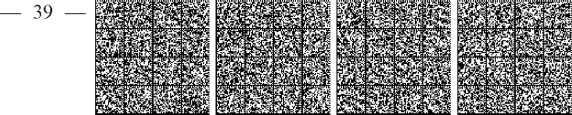 — 39 —